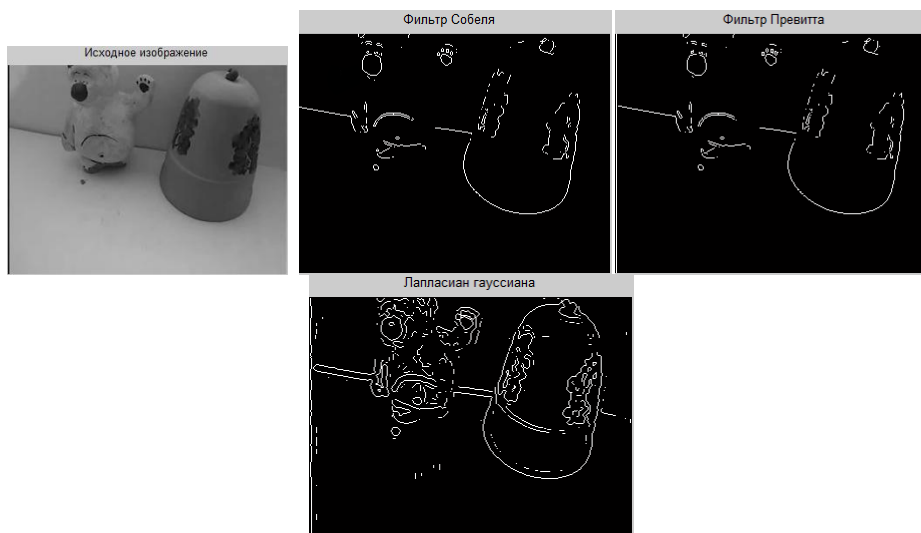 Исходное изображение
Фильтр Собеля
Фильтр Превитта
Лапласиан гауссиана